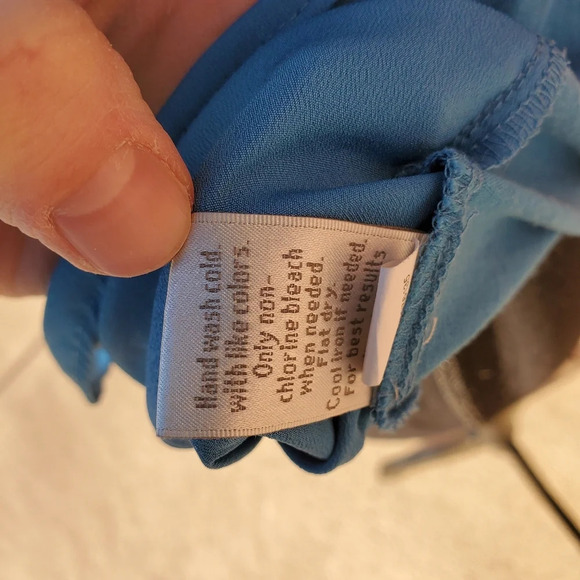 Hand wash cold.
with like colors.
Only non-
chlorine bleach
when needed.
Flat dry.
Cool iron if needed.
For best results